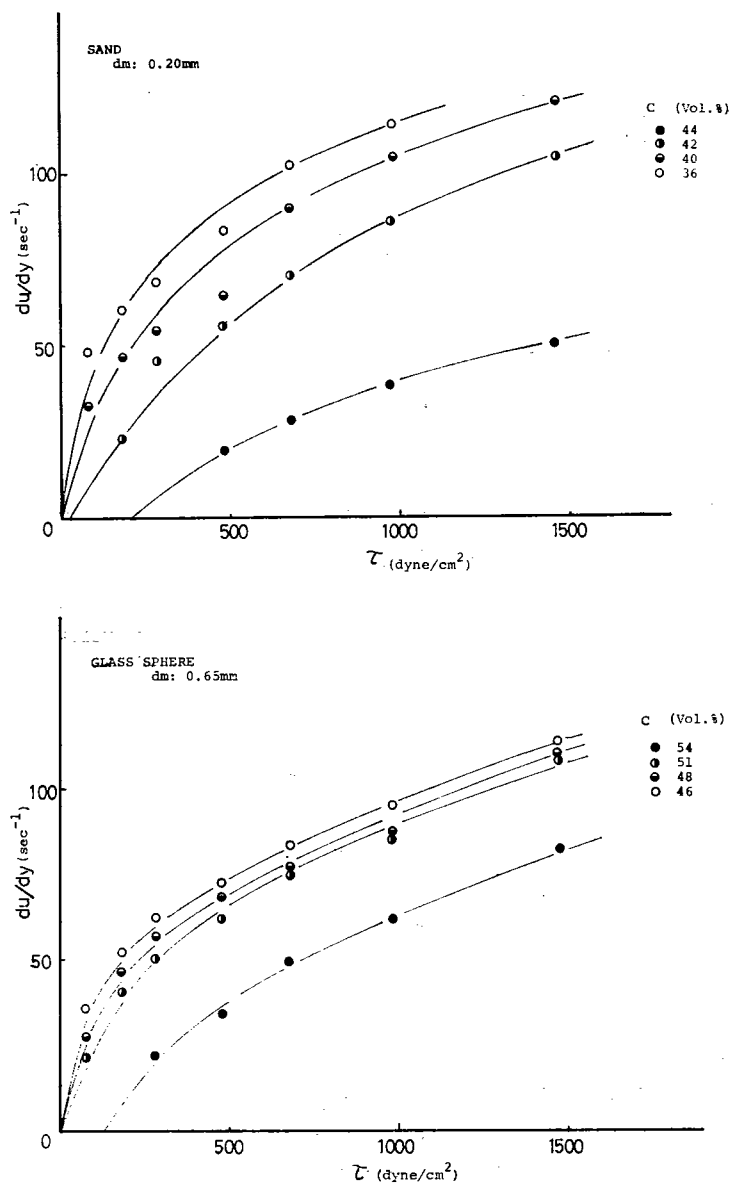 SAND
dm: 0.20mm
C (Vol.%)
44
42
40
36
100
50
0
du/dy (sec⁻¹)
500
1000
1500
τ (dyne/cm²)
GLASS SPHERE
dm: 0.65mm
C (Vol.%)
54
51
48
46
100
50
0
du/dy (sec⁻¹)
500
1000
1500
τ (dyne/cm²)